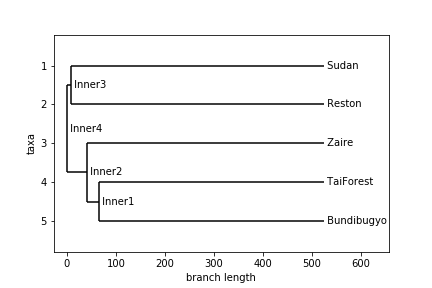 1
Sudan
Inner3
2
Reston
Inner4
3
Zaire
Inner2
4
TaiForest
Inner1
5
Bundibugyo
taxa
0 100 200 300 400 500 600
branch length